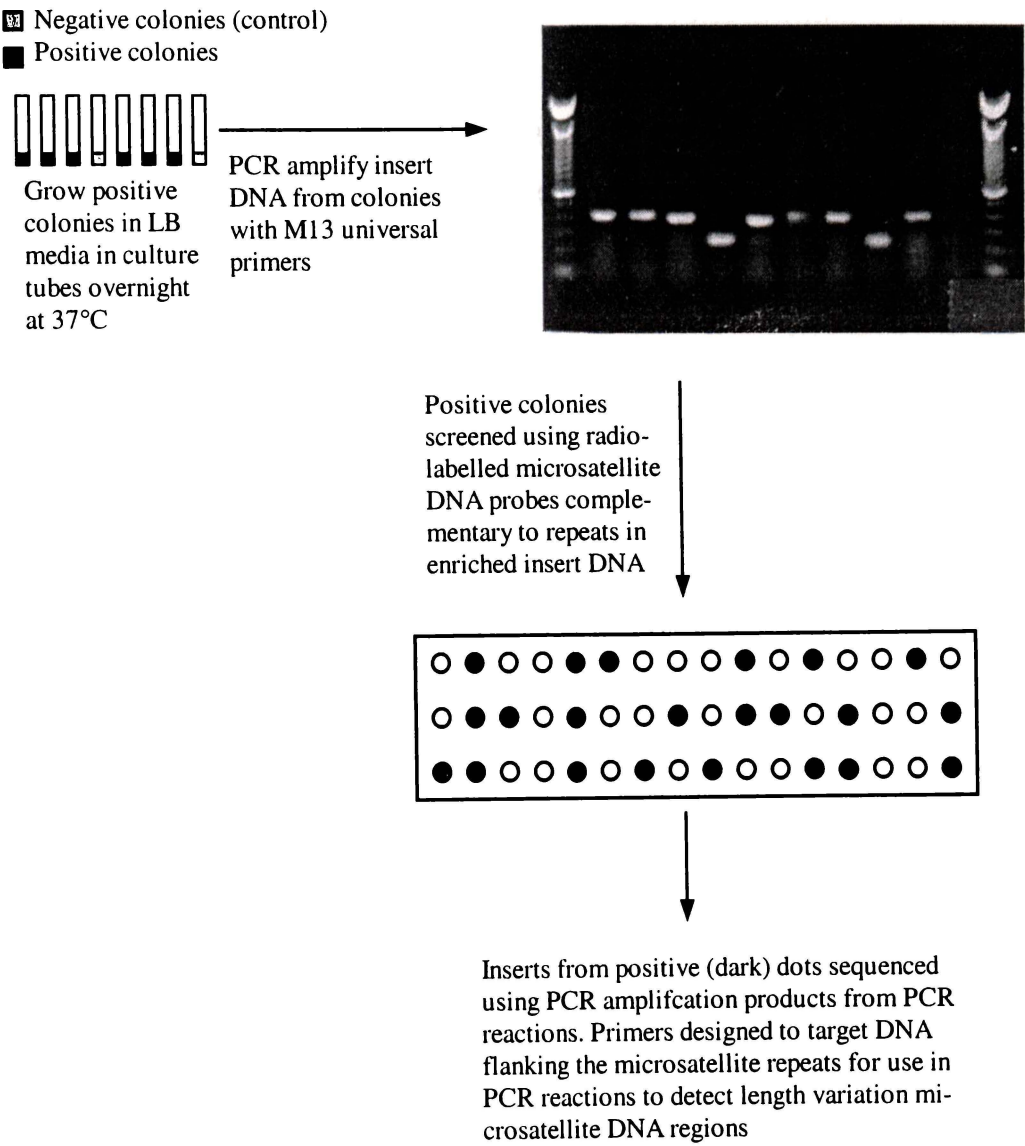 Negative colonies (control)
Positive colonies
Grow positive
colonies in LB
media in culture
tubes overnight
at 37°C
PCR amplify insert
DNA from colonies
with M13 universal
primers
Positive colonies
screened using radio-
labelled microsatellite
DNA probes comple-
mentary to repeats in
enriched insert DNA
Inserts from positive (dark) dots sequenced
using PCR amplifcation products from PCR
reactions. Primers designed to target DNA
flanking the microsatellite repeats for use in
PCR reactions to detect length variation mi-
crosatellite DNA regions